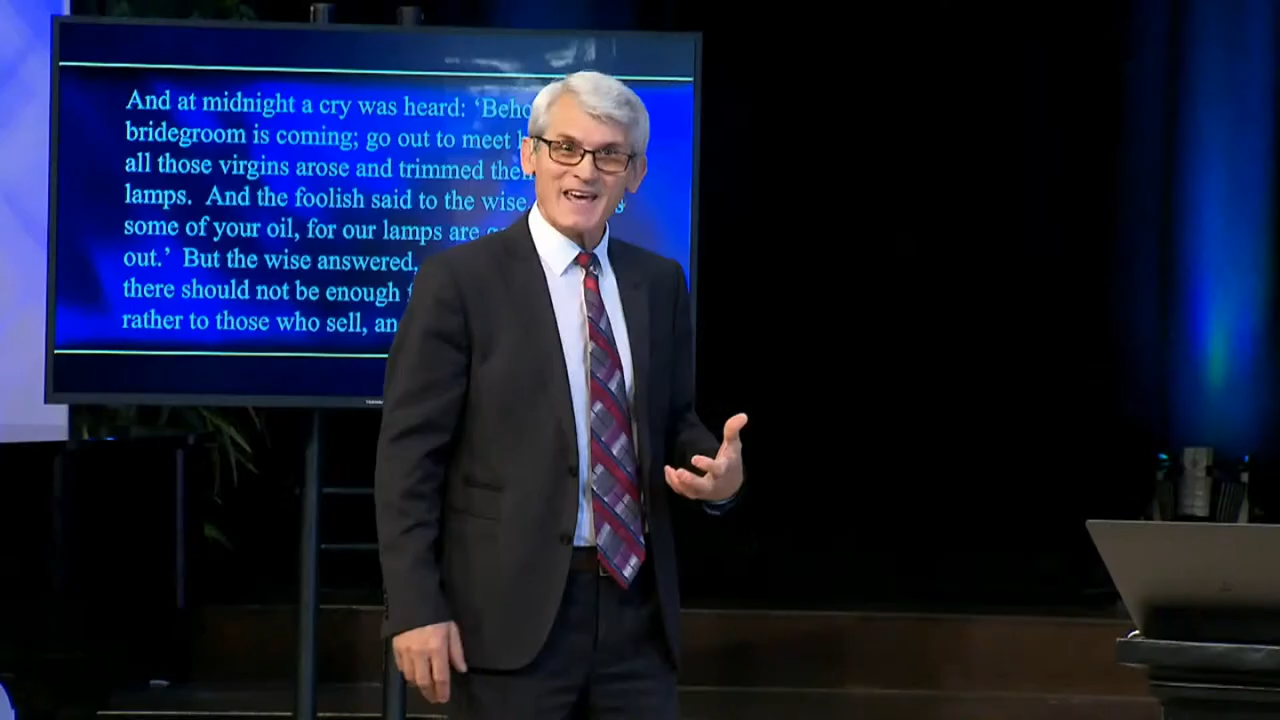 And at midnight a cry was heard: ‘Beho
bridegroom is coming; go out to meet h
all those virgins arose and trimmed thei
lamps.  And the foolish said to the wise,
some of your oil, for our lamps are
out.’  But the wise answered,
there should not be enough
rather to those who sell, an